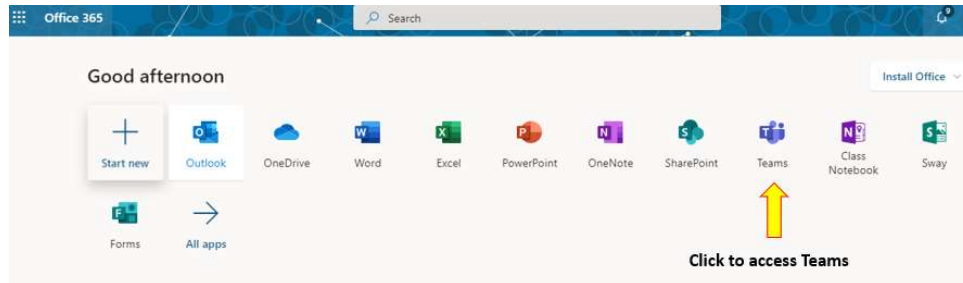 Office 365
Search
9
Good afternoon
Install Office
Start new
Outlook
OneDrive
Word
Excel
PowerPoint
OneNote
SharePoint
Teams
Class
Notebook
Sway
Forms
All apps
Click to access Teams